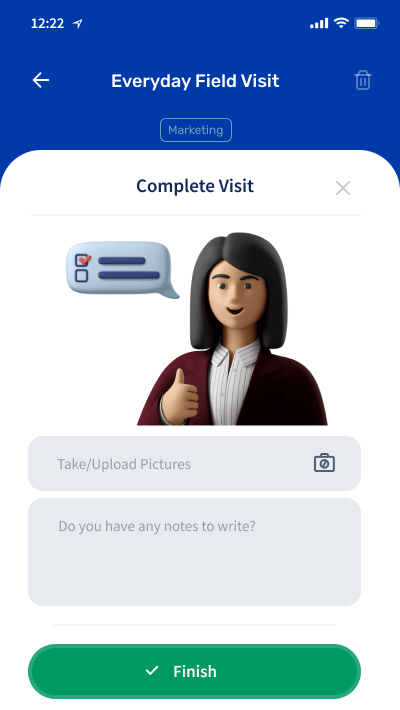 12:22
Everyday Field Visit
Marketing
Complete Visit
Take/Upload Pictures
Do you have any notes to write?
Finish